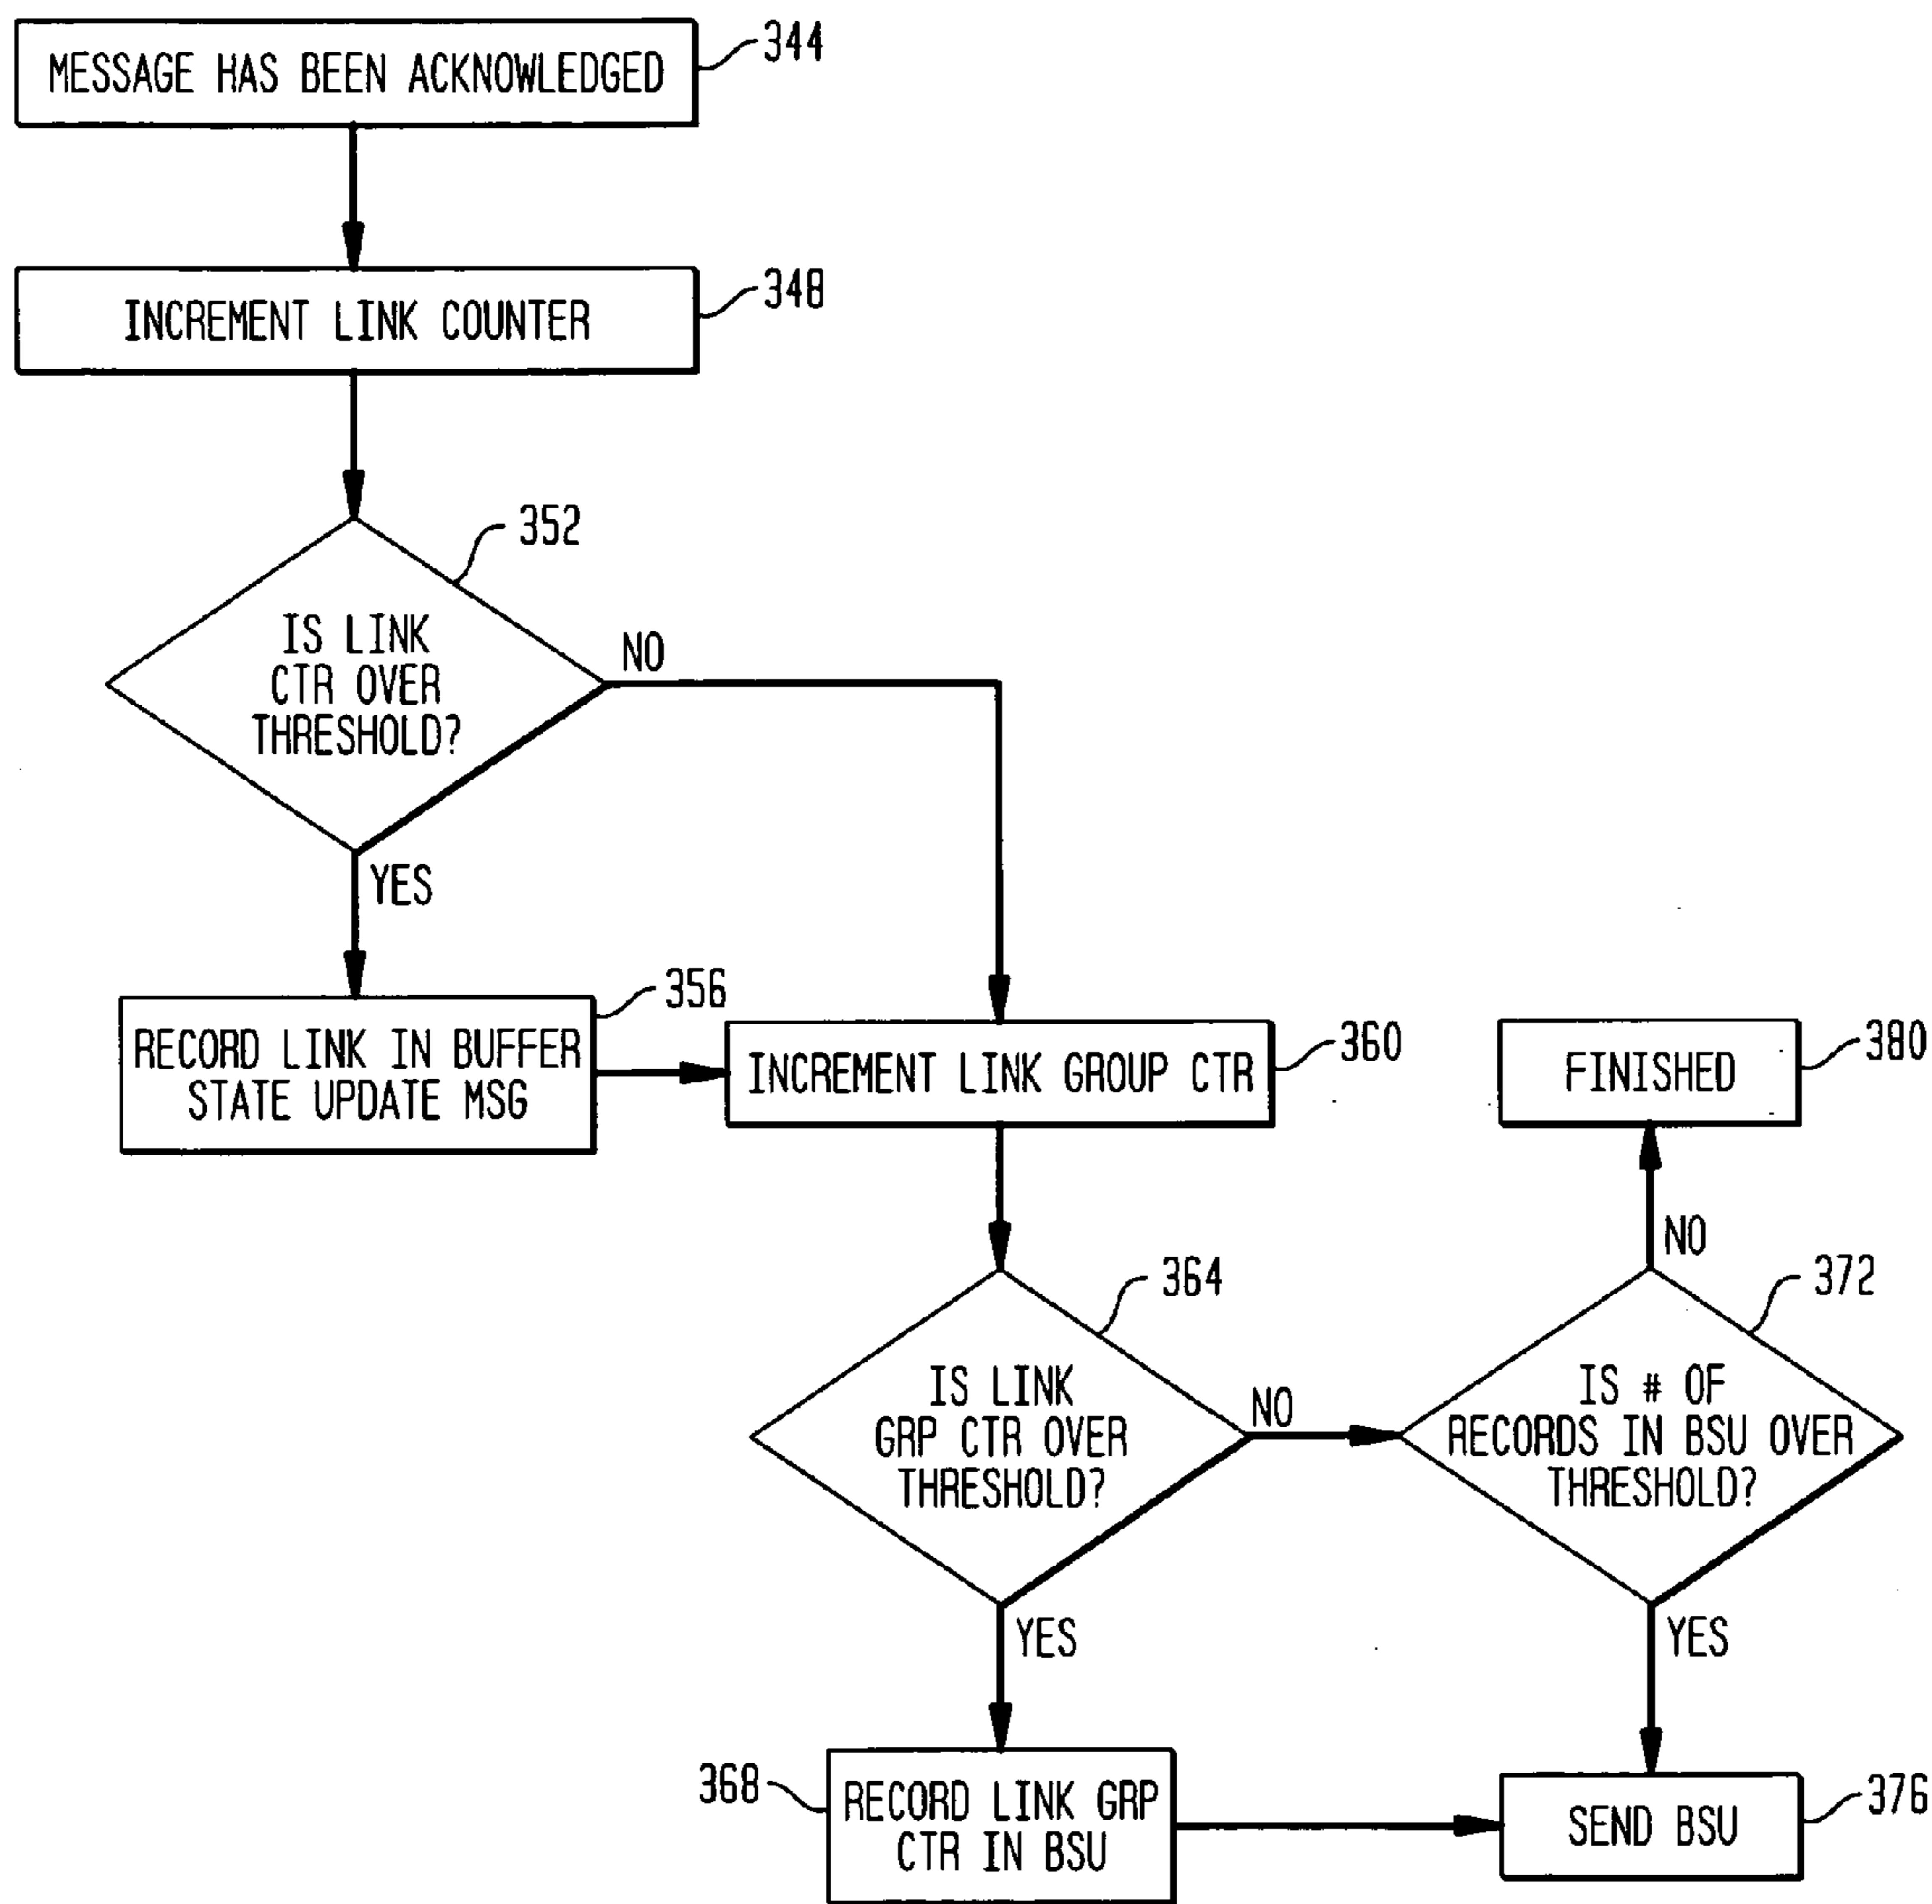 MESSAGE HAS BEEN ACKNOWLEDGED
344
INCREMENT LINK COUNTER
348
352
IS LINK
CTR OVER
THRESHOLD?
NO
YES
356
RECORD LINK IN BUFFER
STATE UPDATE MSG
INCREMENT LINK GROUP CTR
360
FINISHED
380
364
IS LINK
GRP CTR OVER
THRESHOLD?
NO
YES
NO
372
IS # OF
RECORDS IN BSU OVER
THRESHOLD?
YES
368
RECORD LINK GRP
CTR IN BSU
SEND BSU
376